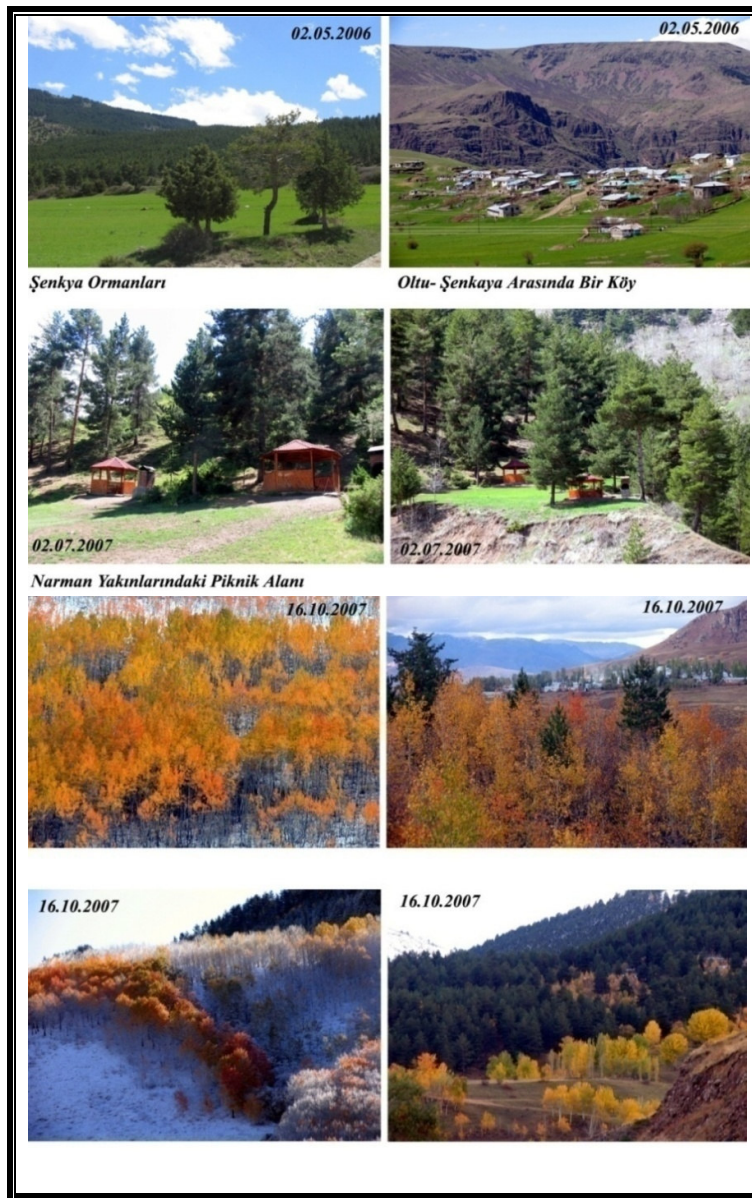 02.05.2006
02.05.2006
Şenkya Ormanları
Oltu- Şenkaya Arasında Bir Köy
02.07.2007
02.07.2007
Narman Yakınlarındaki Piknik Alanı
16.10.2007
16.10.2007
16.10.2007
16.10.2007